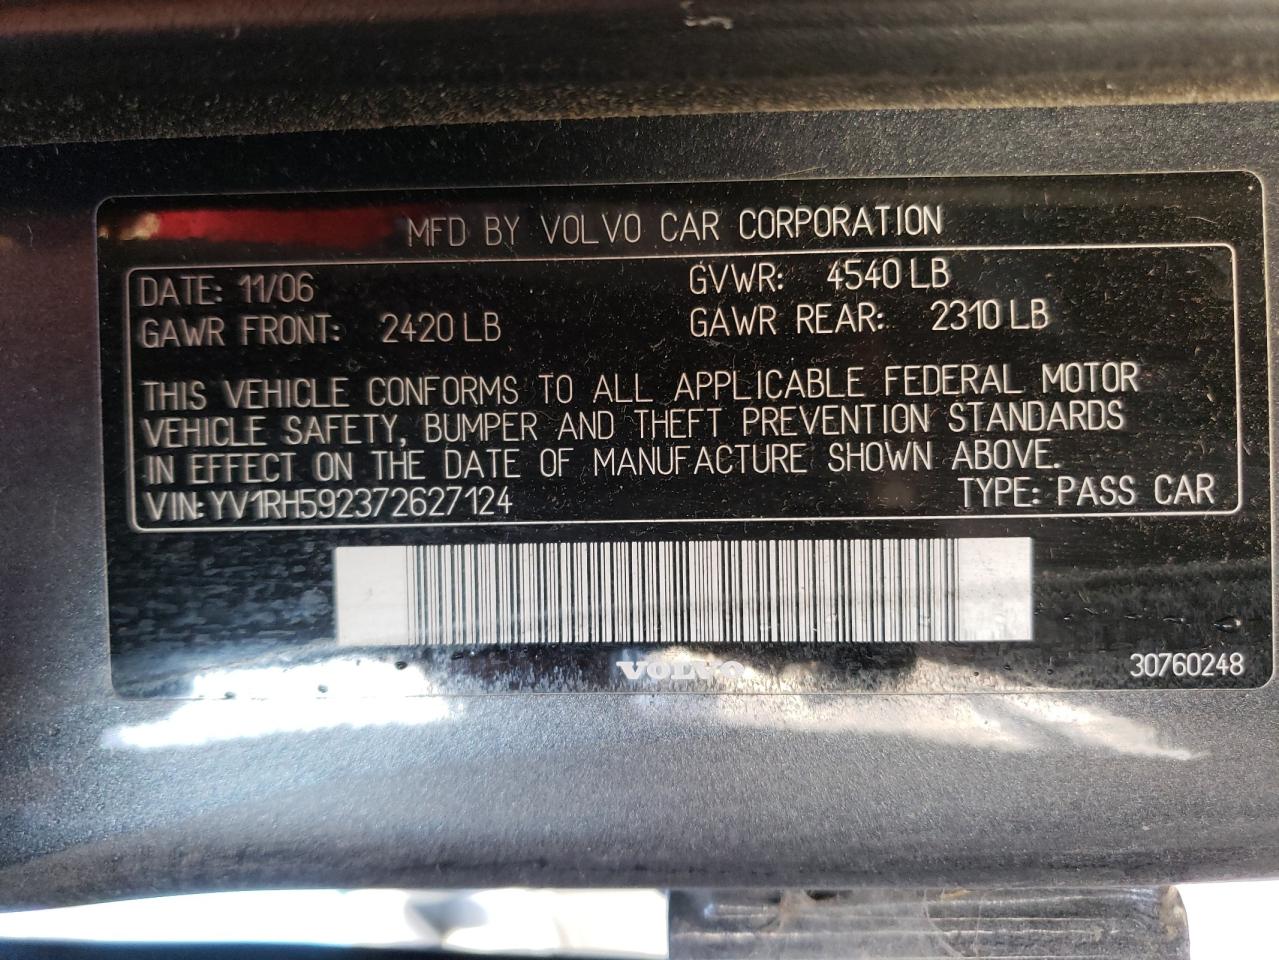 MFD BY VOLVO CAR CORPORATION
DATE: 11/06 GVWR: 4540 LB
GAWR FRONT: 2420 LB GAWR REAR: 2310 LB
THIS VEHICLE CONFORMS TO ALL APPLICABLE FEDERAL MOTOR
VEHICLE SAFETY, BUMPER AND THEFT PREVENTION STANDARDS
IN EFFECT ON THE DATE OF MANUFACTURE SHOWN ABOVE.
VIN: YV1RH592372627124 TYPE: PASS CAR
VOLVO 30760248